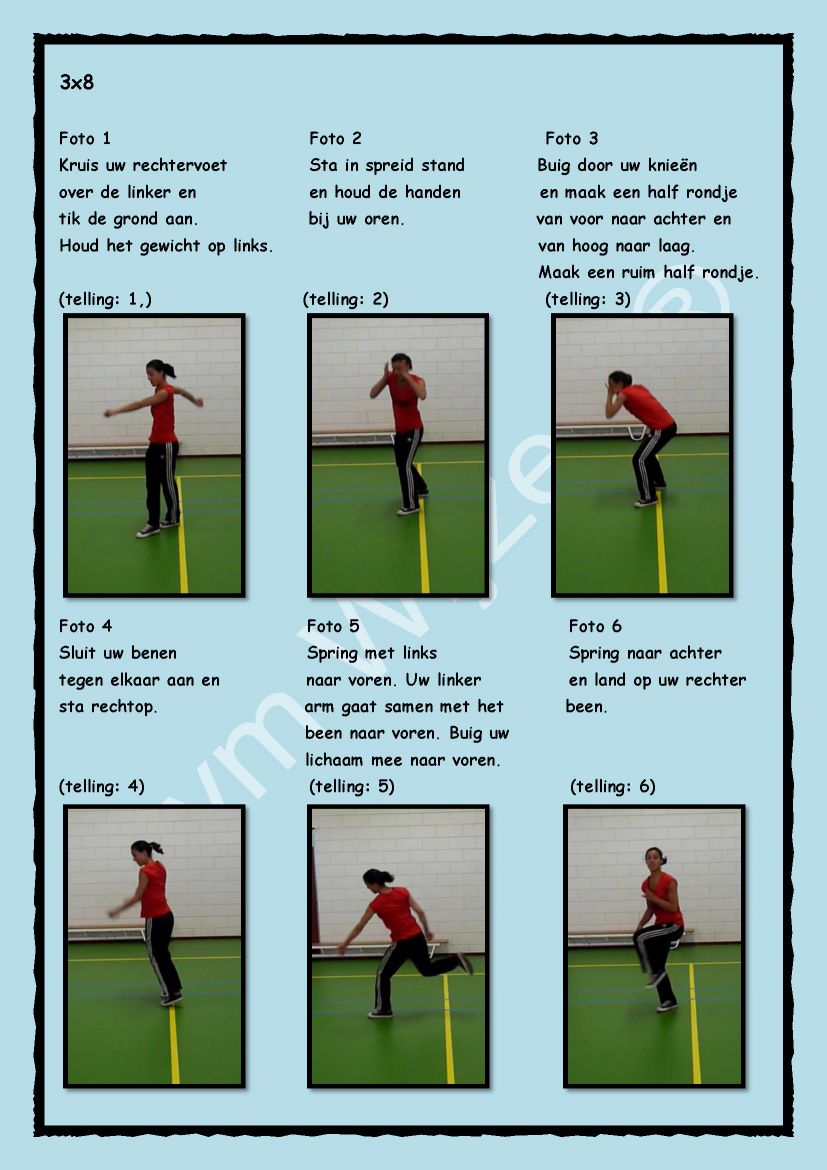 3x8
Foto 1
Kruis uw rechtervoet
over de linker en
tik de grond aan.
Houd het gewicht op links.
(telling: 1,)
Foto 2
Sta in spreid stand
en houd de handen
bij uw oren.
(telling: 2)
Foto 3
Buig door uw knieën
en maak een half rondje
van voor naar achter en
van hoog naar laag.
Maak een ruim half rondje.
(telling: 3)
Foto 4
Sluit uw benen
tegen elkaar aan en
sta rechtop.
(telling: 4)
Foto 5
Spring met links
naar voren. Uw linker
arm gaat samen met het
been naar voren. Buig uw
lichaam mee naar voren.
(telling: 5)
Foto 6
Spring naar achter
en land op uw rechter
been.
(telling: 6)